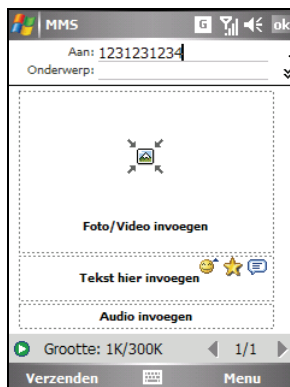 MMS G ok
Aan: 1231231234
Onderwerp:
Foto/Video invoegen
Tekst hier invoegen
Audio invoegen
Grootte: 1K/300K 1/1
Verzenden Menu